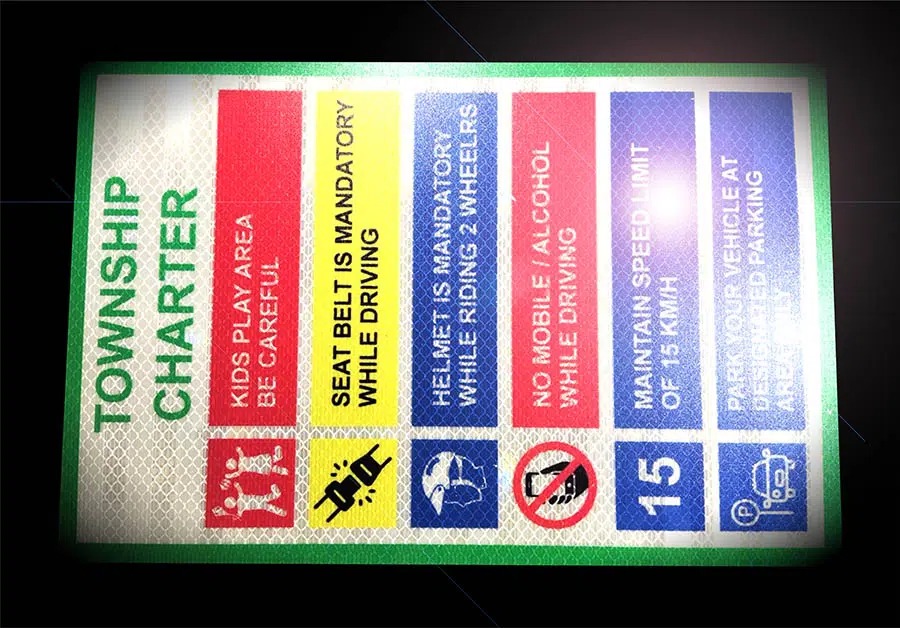 TOWNSHIP
CHARTER
KIDS PLAY AREA
BE CAREFUL
SEAT BELT IS MANDATORY
WHILE DRIVING
HELMET IS MANDATORY
WHILE RIDING 2 WHEELRS
NO MOBILE / ALCOHOL
WHILE DRIVING
15
MAINTAIN SPEED LIMIT
OF 15 KM/H
P
PARK YOUR VEHICLE AT
DESIGNATED PARKING
AREA